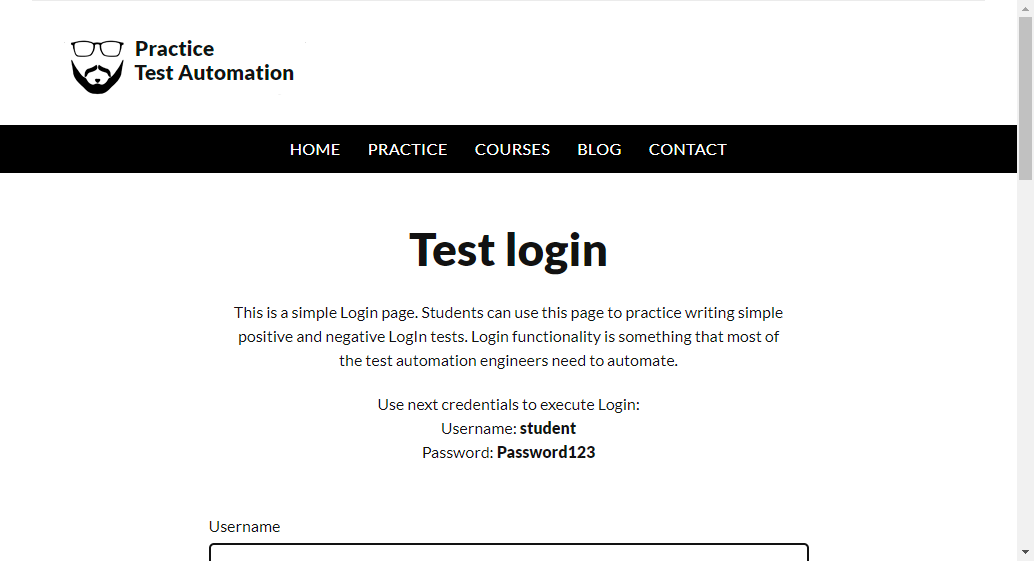 Practice
Test Automation
HOME PRACTICE COURSES BLOG CONTACT
Test login
This is a simple Login page. Students can use this page to practice writing simple
positive and negative LogIn tests. Login functionality is something that most of
the test automation engineers need to automate.
Use next credentials to execute Login:
Username: student
Password: Password123
Username